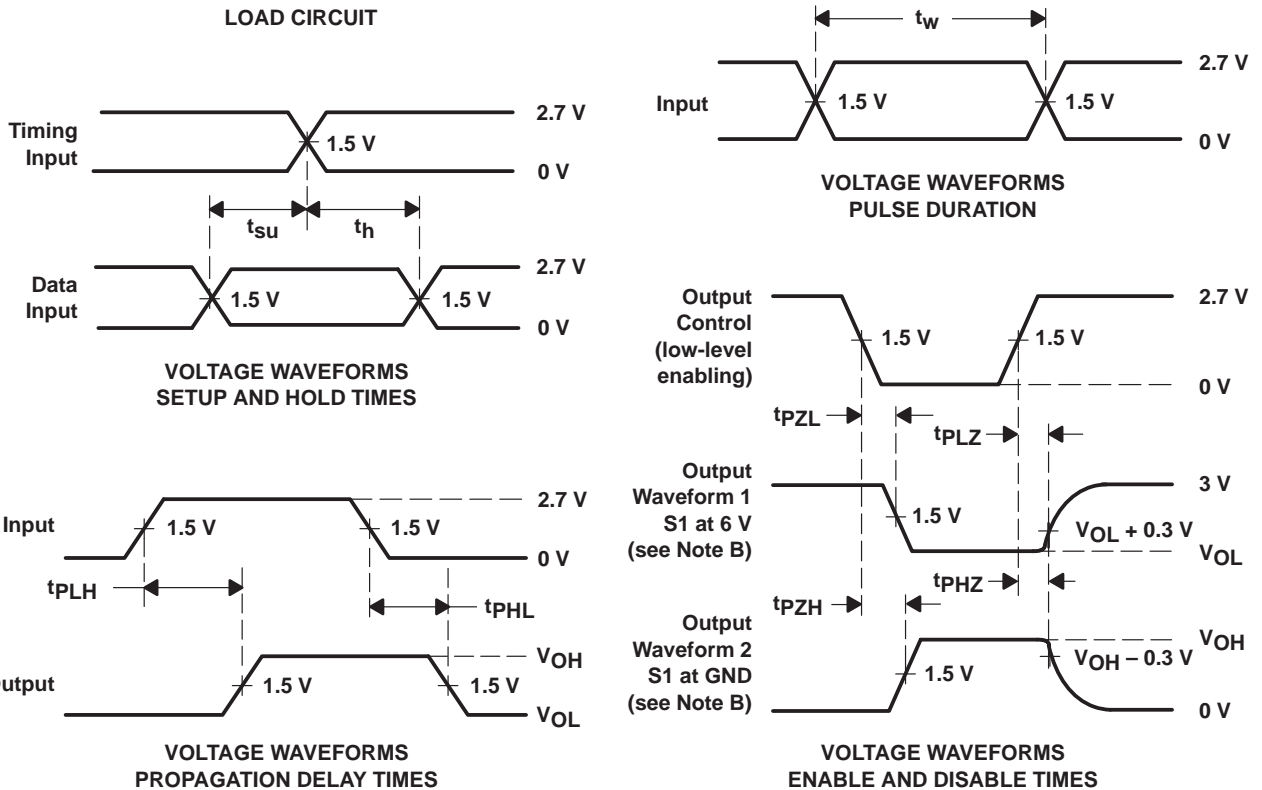 LOAD CIRCUIT
Timing
Input
2.7 V
1.5 V
0 V
tsu
th
Data
Input
2.7 V
1.5 V
1.5 V
0 V
VOLTAGE WAVEFORMS
SETUP AND HOLD TIMES
Input
2.7 V
1.5 V
1.5 V
0 V
tPLH
tPHL
utput
VOH
1.5 V
1.5 V
VOL
VOLTAGE WAVEFORMS
PROPAGATION DELAY TIMES
tw
Input
2.7 V
1.5 V
1.5 V
0 V
VOLTAGE WAVEFORMS
PULSE DURATION
Output
Control
(low-level
enabling)
2.7 V
1.5 V
1.5 V
0 V
tPZL
tPLZ
Output
Waveform 1
S1 at 6 V
(see Note B)
3 V
1.5 V
VOL + 0.3 V
VOL
tPHZ
tPZH
Output
Waveform 2
S1 at GND
(see Note B)
VOH
VOH – 0.3 V
1.5 V
0 V
VOLTAGE WAVEFORMS
ENABLE AND DISABLE TIMES